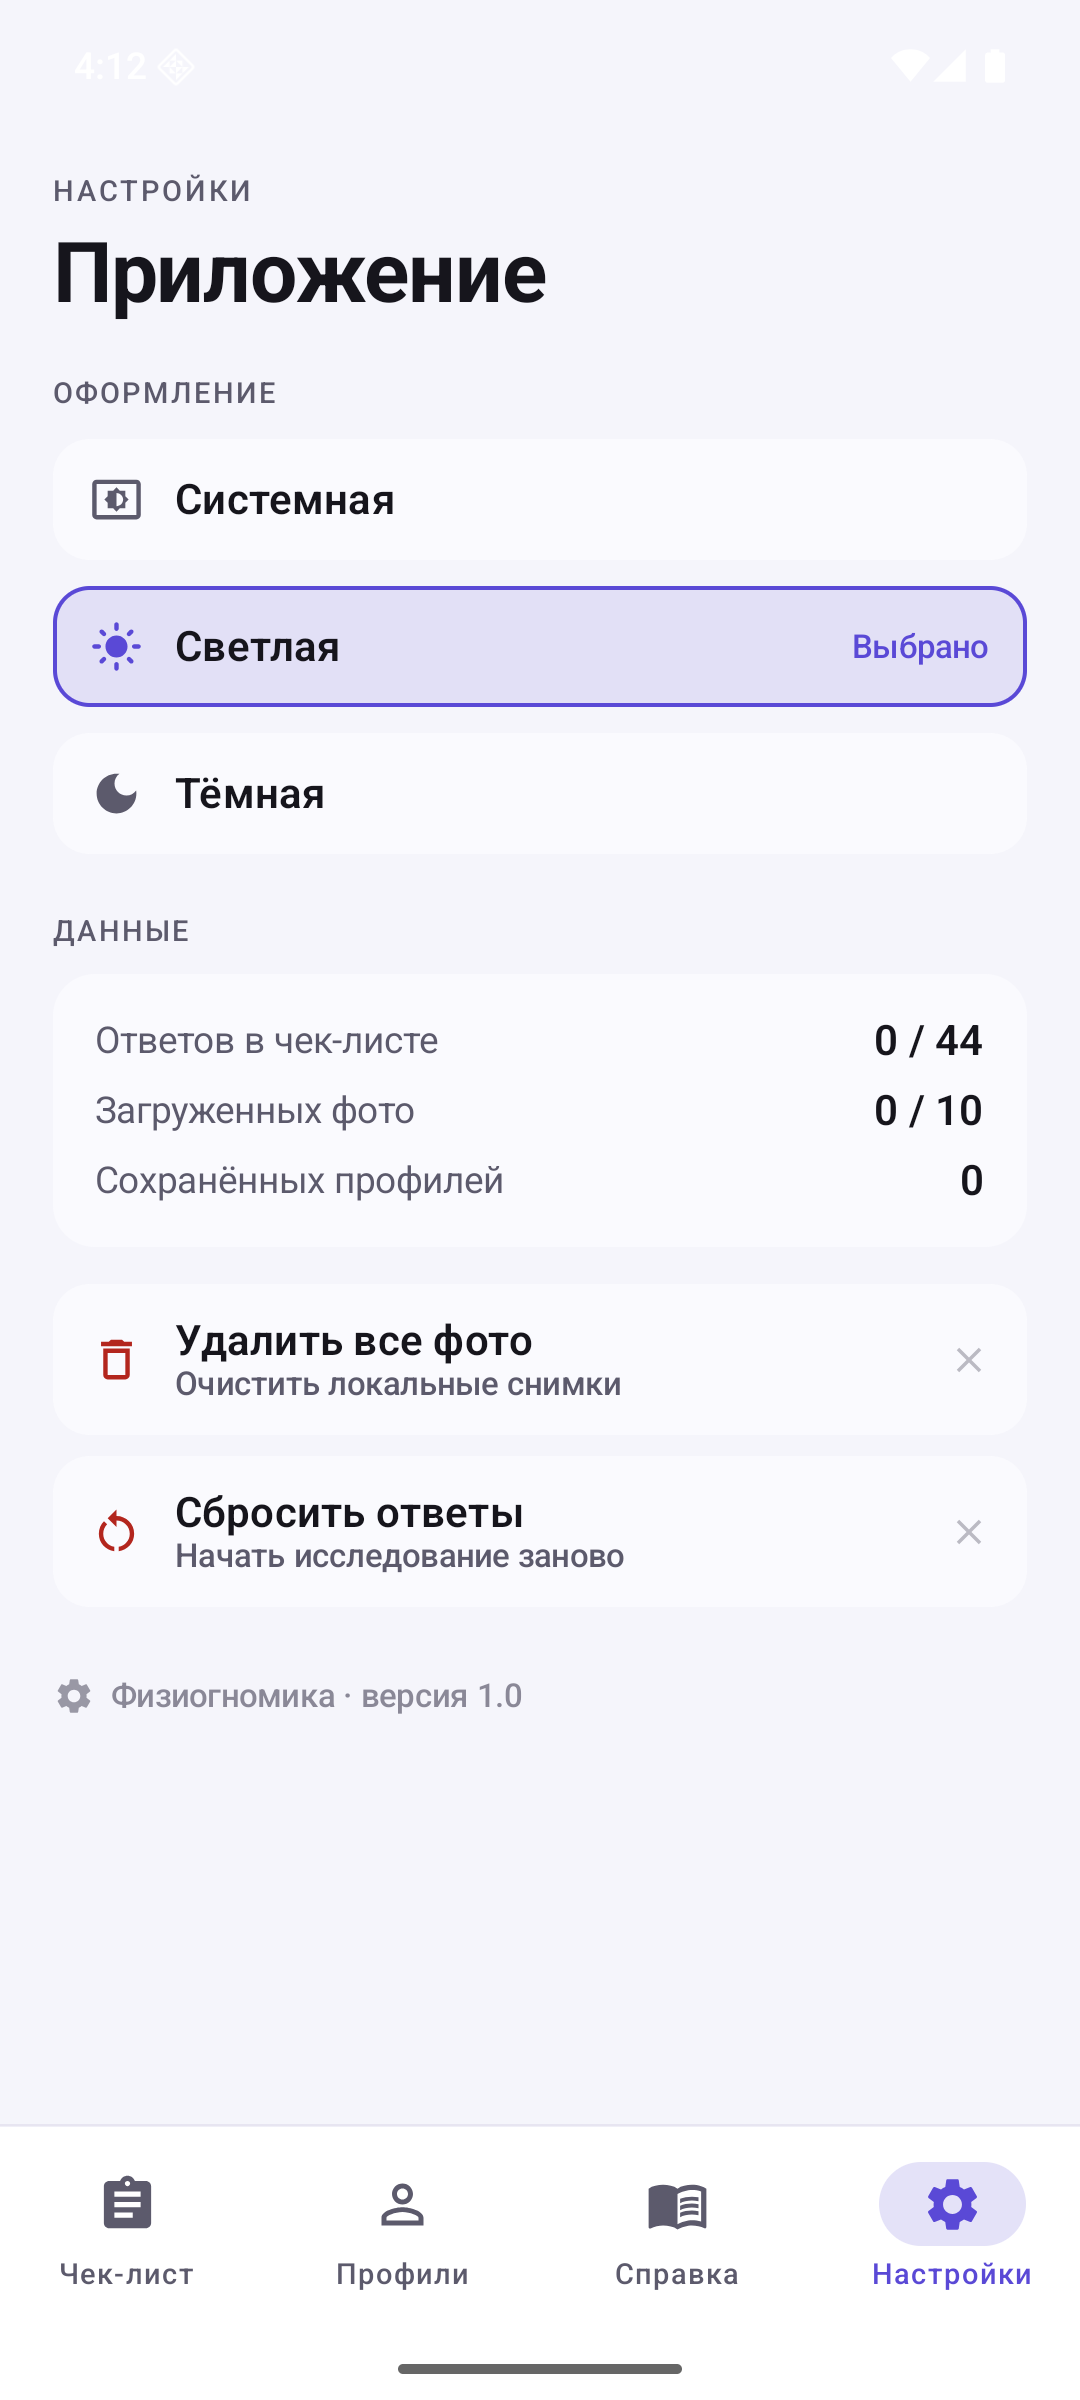 4:12
НАСТРОЙКИ
Приложение
ОФОРМЛЕНИЕ
Системная
Светлая
Выбрано
Тёмная
ДАННЫЕ
Ответов в чек-листе
0 / 44
Загруженных фото
0 / 10
Сохранённых профилей
0
Удалить все фото
Очистить локальные снимки
Сбросить ответы
Начать исследование заново
Физиогномика · версия 1.0
Чек-лист
Профили
Справка
Настройки